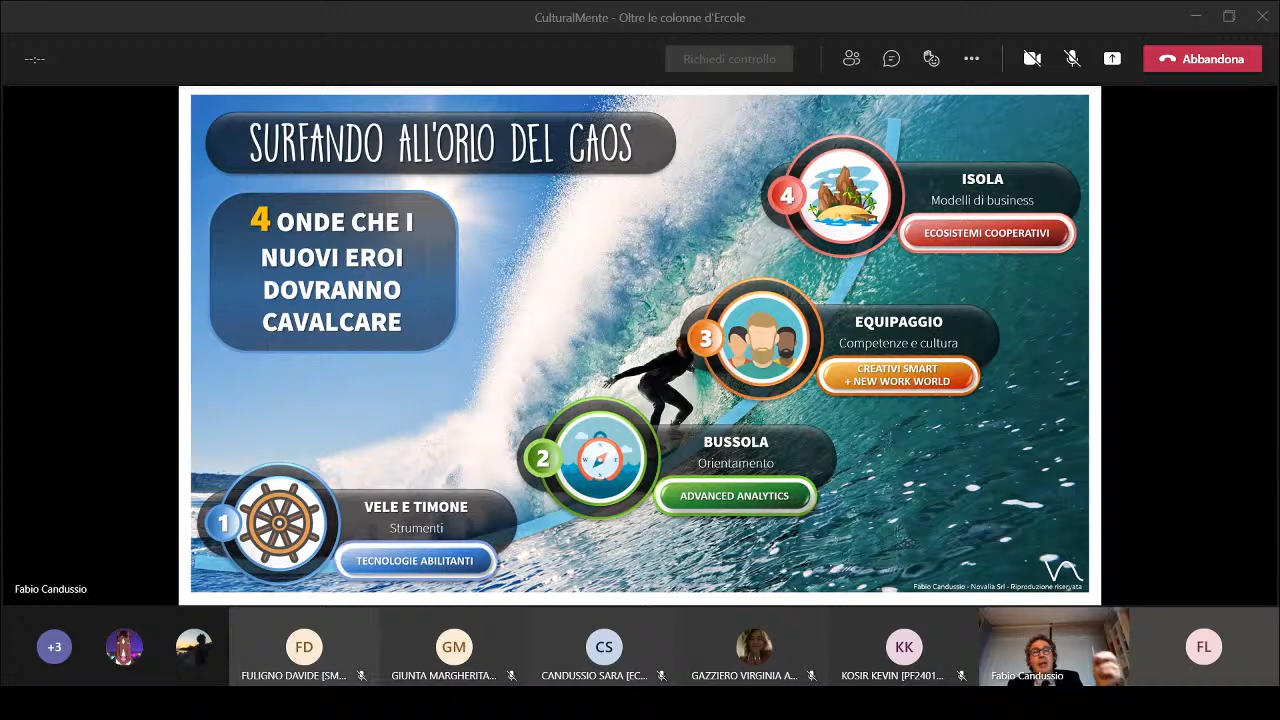 CulturalMente - Oltre le colonne d'Ercole
--:--
Richiedi controllo
Abbandona
SURFANDO ALL'ORLO DEL CAOS
4 ONDE CHE I
NUOVI EROI
DOVRANNO
CAVALCARE
4
ISOLA
Modelli di business
ECOSISTEMI COOPERATIVI
3
EQUIPAGGIO
Competenze e cultura
CREATIVI SMART
+ NEW WORK WORLD
2
BUSSOLA
Orientamento
ADVANCED ANALYTICS
1
VELE E TIMONE
Strumenti
TECNOLOGIE ABILITANTI
N
W
E
S
Fabio Candussio - Novalia Srl - Riproduzione riservata
Fabio Candussio
+3
FD
FULIGNO DAVIDE [SM...
GM
GIUNTA MARGHERITA...
CS
CANDUSSIO SARA [EC...
GAZZIERO VIRGINIA A...
KK
KOSIR KEVIN [PF2401...
Fabio Candussio
FL